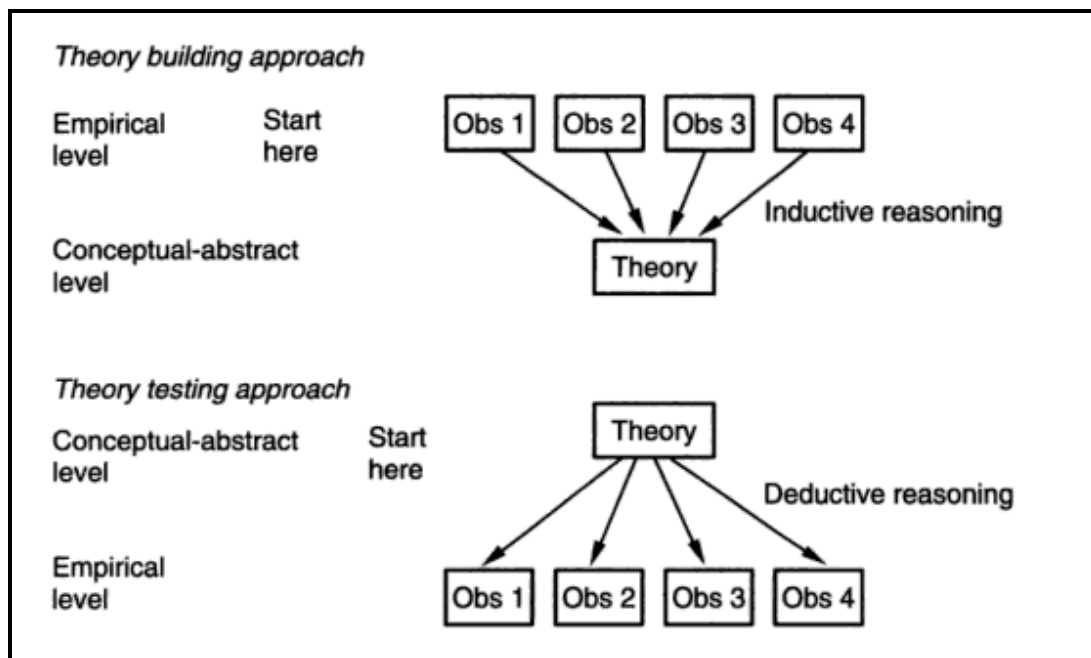 Theory building approach
Empirical level
Start here
Obs 1 Obs 2 Obs 3 Obs 4
Inductive reasoning
Conceptual-abstract level
Theory
Theory testing approach
Conceptual-abstract level
Start here
Theory
Deductive reasoning
Empirical level
Obs 1 Obs 2 Obs 3 Obs 4